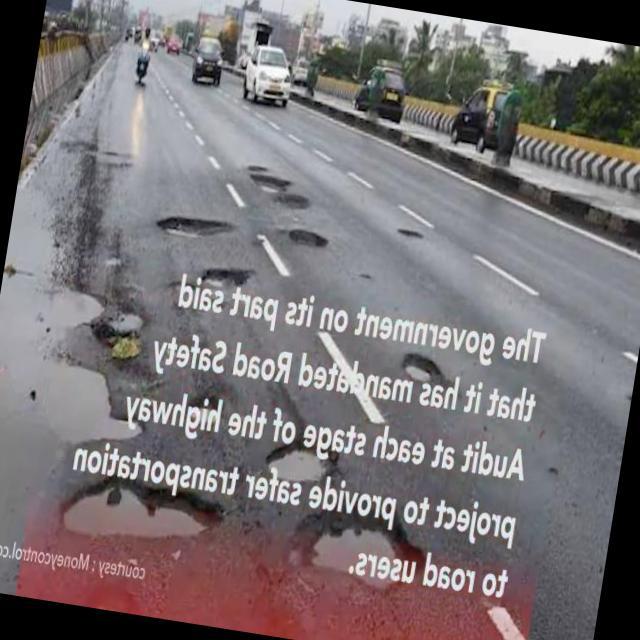 The government on its part said
that it has mandated Road Safety
Audit at each stage of the highway
project to provide safer transportation
to road users.
courtesy : Moneycontrol.co